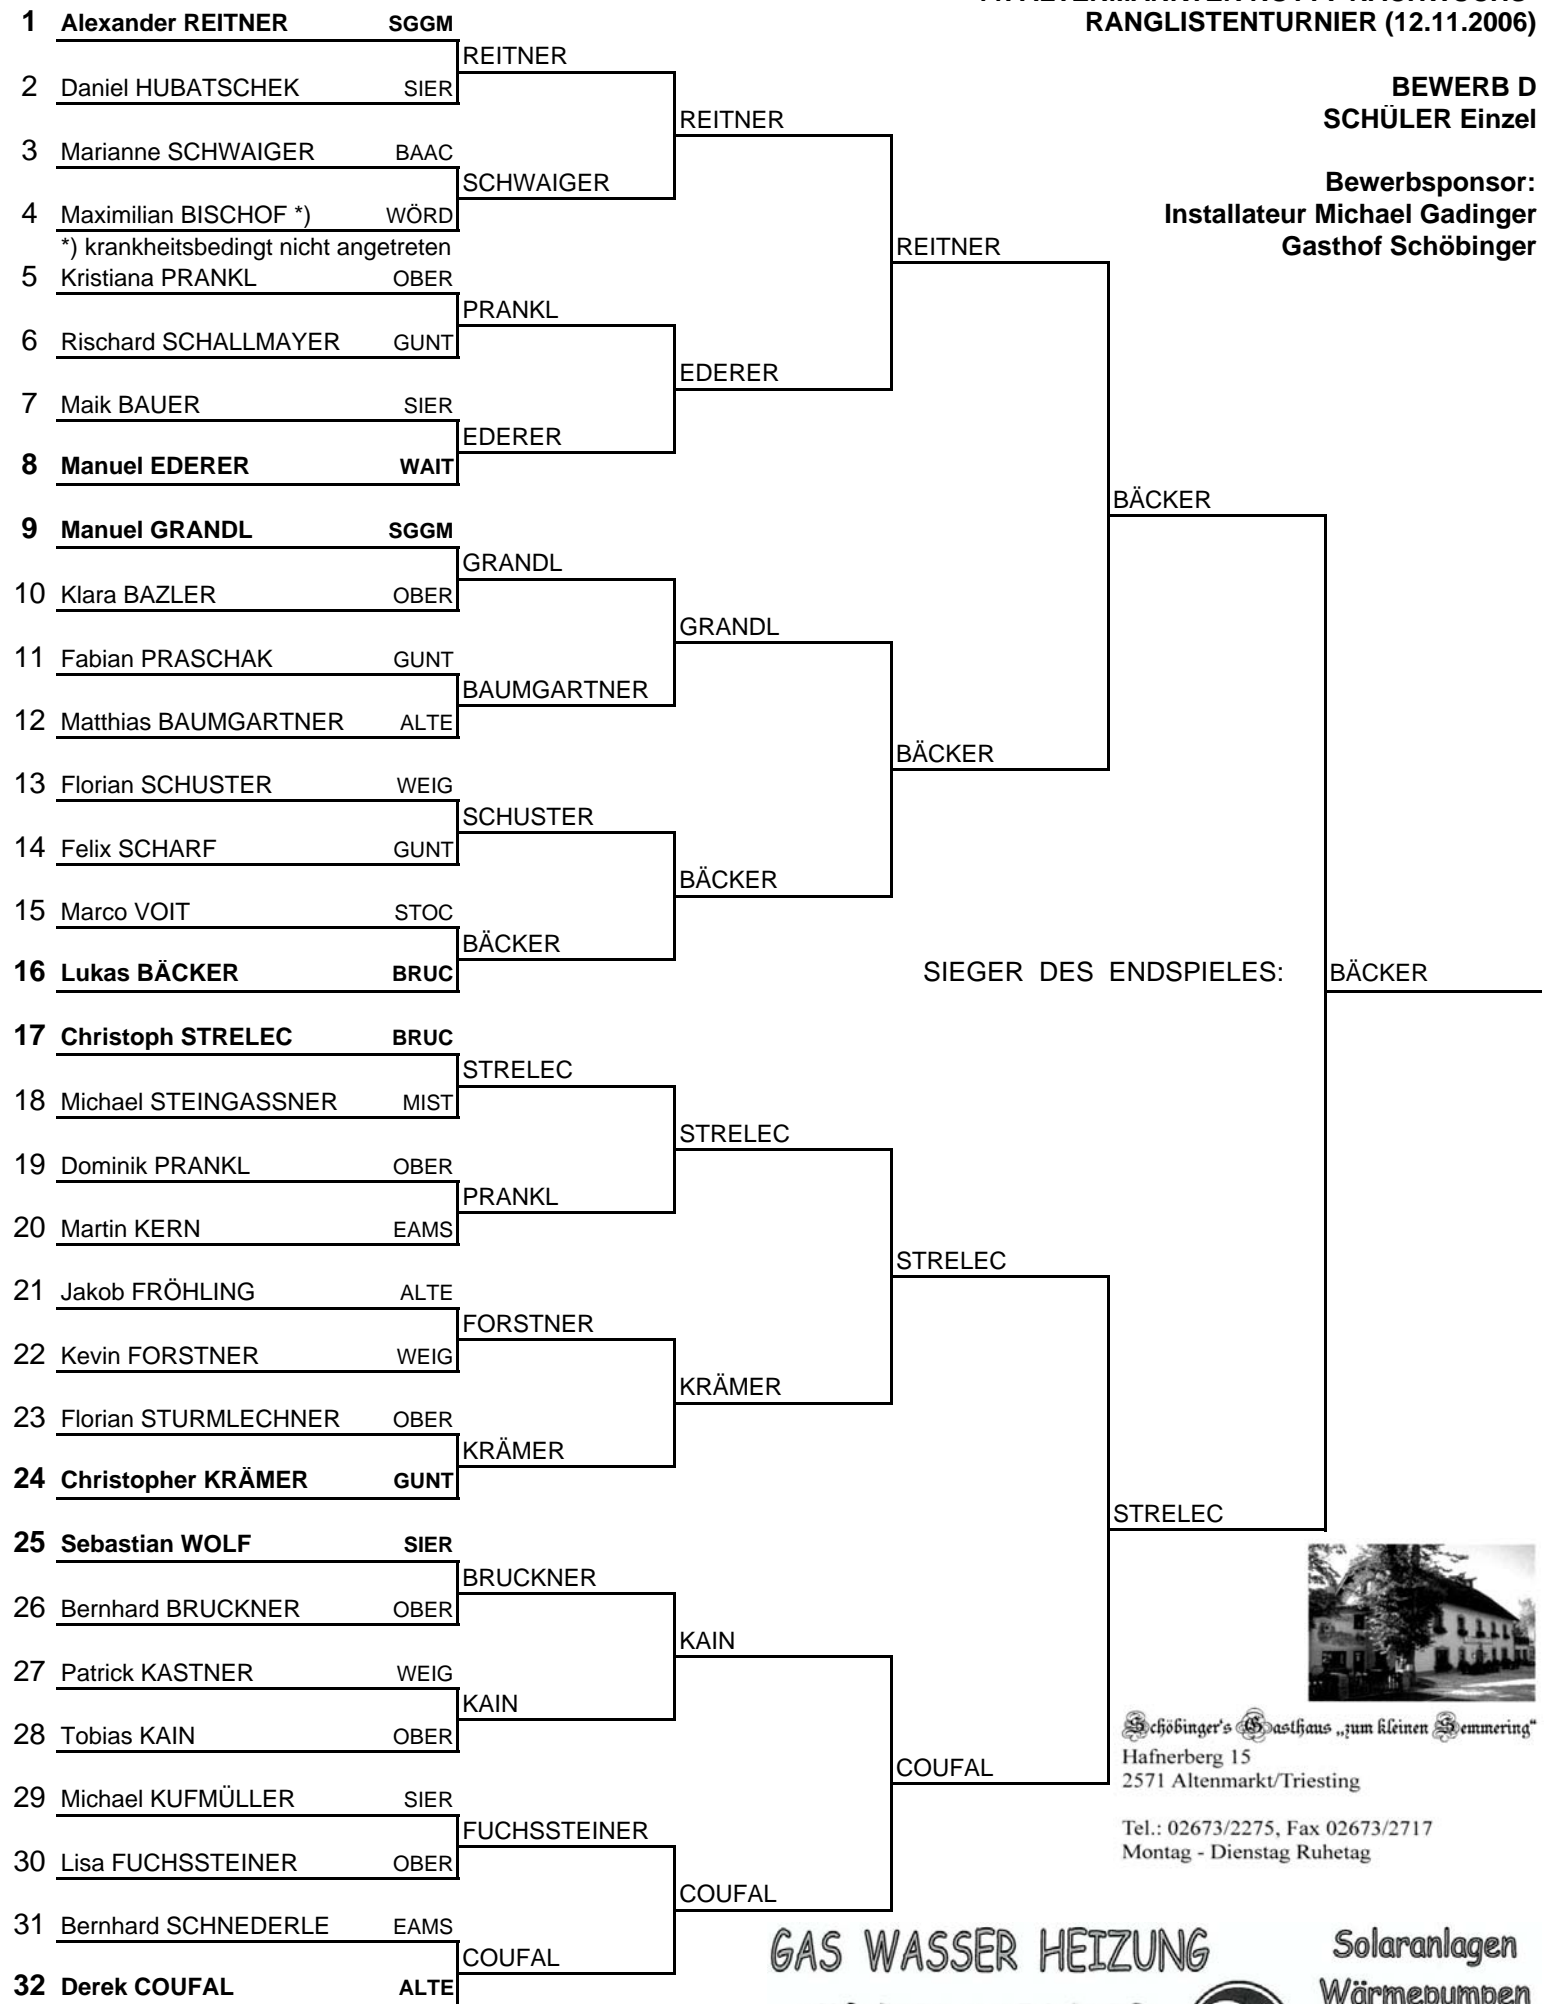 RANGLISTENTURNIER (12.11.2006)
BEWERB D
SCHÜLER Einzel
Bewerbsponsor:
Installateur Michael Gadinger
Gasthof Schöbinger
1 Alexander REITNER SGGM
REITNER
2 Daniel HUBATSCHEK SIER
REITNER
3 Marianne SCHWAIGER BAAC
SCHWAIGER
4 Maximilian BISCHOF *) WÖRD
*) krankheitsbedingt nicht angetreten
REITNER
5 Kristiana PRANKL OBER
PRANKL
6 Rischard SCHALLMAYER GUNT
EDERER
7 Maik BAUER SIER
EDERER
8 Manuel EDERER WAIT
BÄCKER
9 Manuel GRANDL SGGM
GRANDL
10 Klara BAZLER OBER
GRANDL
11 Fabian PRASCHAK GUNT
BAUMGARTNER
12 Matthias BAUMGARTNER ALTE
BÄCKER
13 Florian SCHUSTER WEIG
SCHUSTER
14 Felix SCHARF GUNT
BÄCKER
15 Marco VOIT STOC
BÄCKER
16 Lukas BÄCKER BRUC
SIEGER DES ENDSPIELES: BÄCKER
17 Christoph STRELEC BRUC
STRELEC
18 Michael STEINGASSNER MIST
STRELEC
19 Dominik PRANKL OBER
PRANKL
20 Martin KERN EAMS
STRELEC
21 Jakob FRÖHLING ALTE
FORSTNER
22 Kevin FORSTNER WEIG
KRÄMER
23 Florian STURMLECHNER OBER
KRÄMER
24 Christopher KRÄMER GUNT
STRELEC
25 Sebastian WOLF SIER
BRUCKNER
26 Bernhard BRUCKNER OBER
KAIN
27 Patrick KASTNER WEIG
KAIN
28 Tobias KAIN OBER
COUFAL
29 Michael KUFMÜLLER SIER
FUCHSSTEINER
30 Lisa FUCHSSTEINER OBER
COUFAL
31 Bernhard SCHNEDERLE EAMS
COUFAL
32 Derek COUFAL ALTE
Schöbinger's Gasthaus „zum kleinen Semmering“
Hafnerberg 15
2571 Altenmarkt/Triesting
Tel.: 02673/2275, Fax 02673/2717
Montag - Dienstag Ruhetag
GAS WASSER HEIZUNG
Solaranlagen
Wärmepumpen